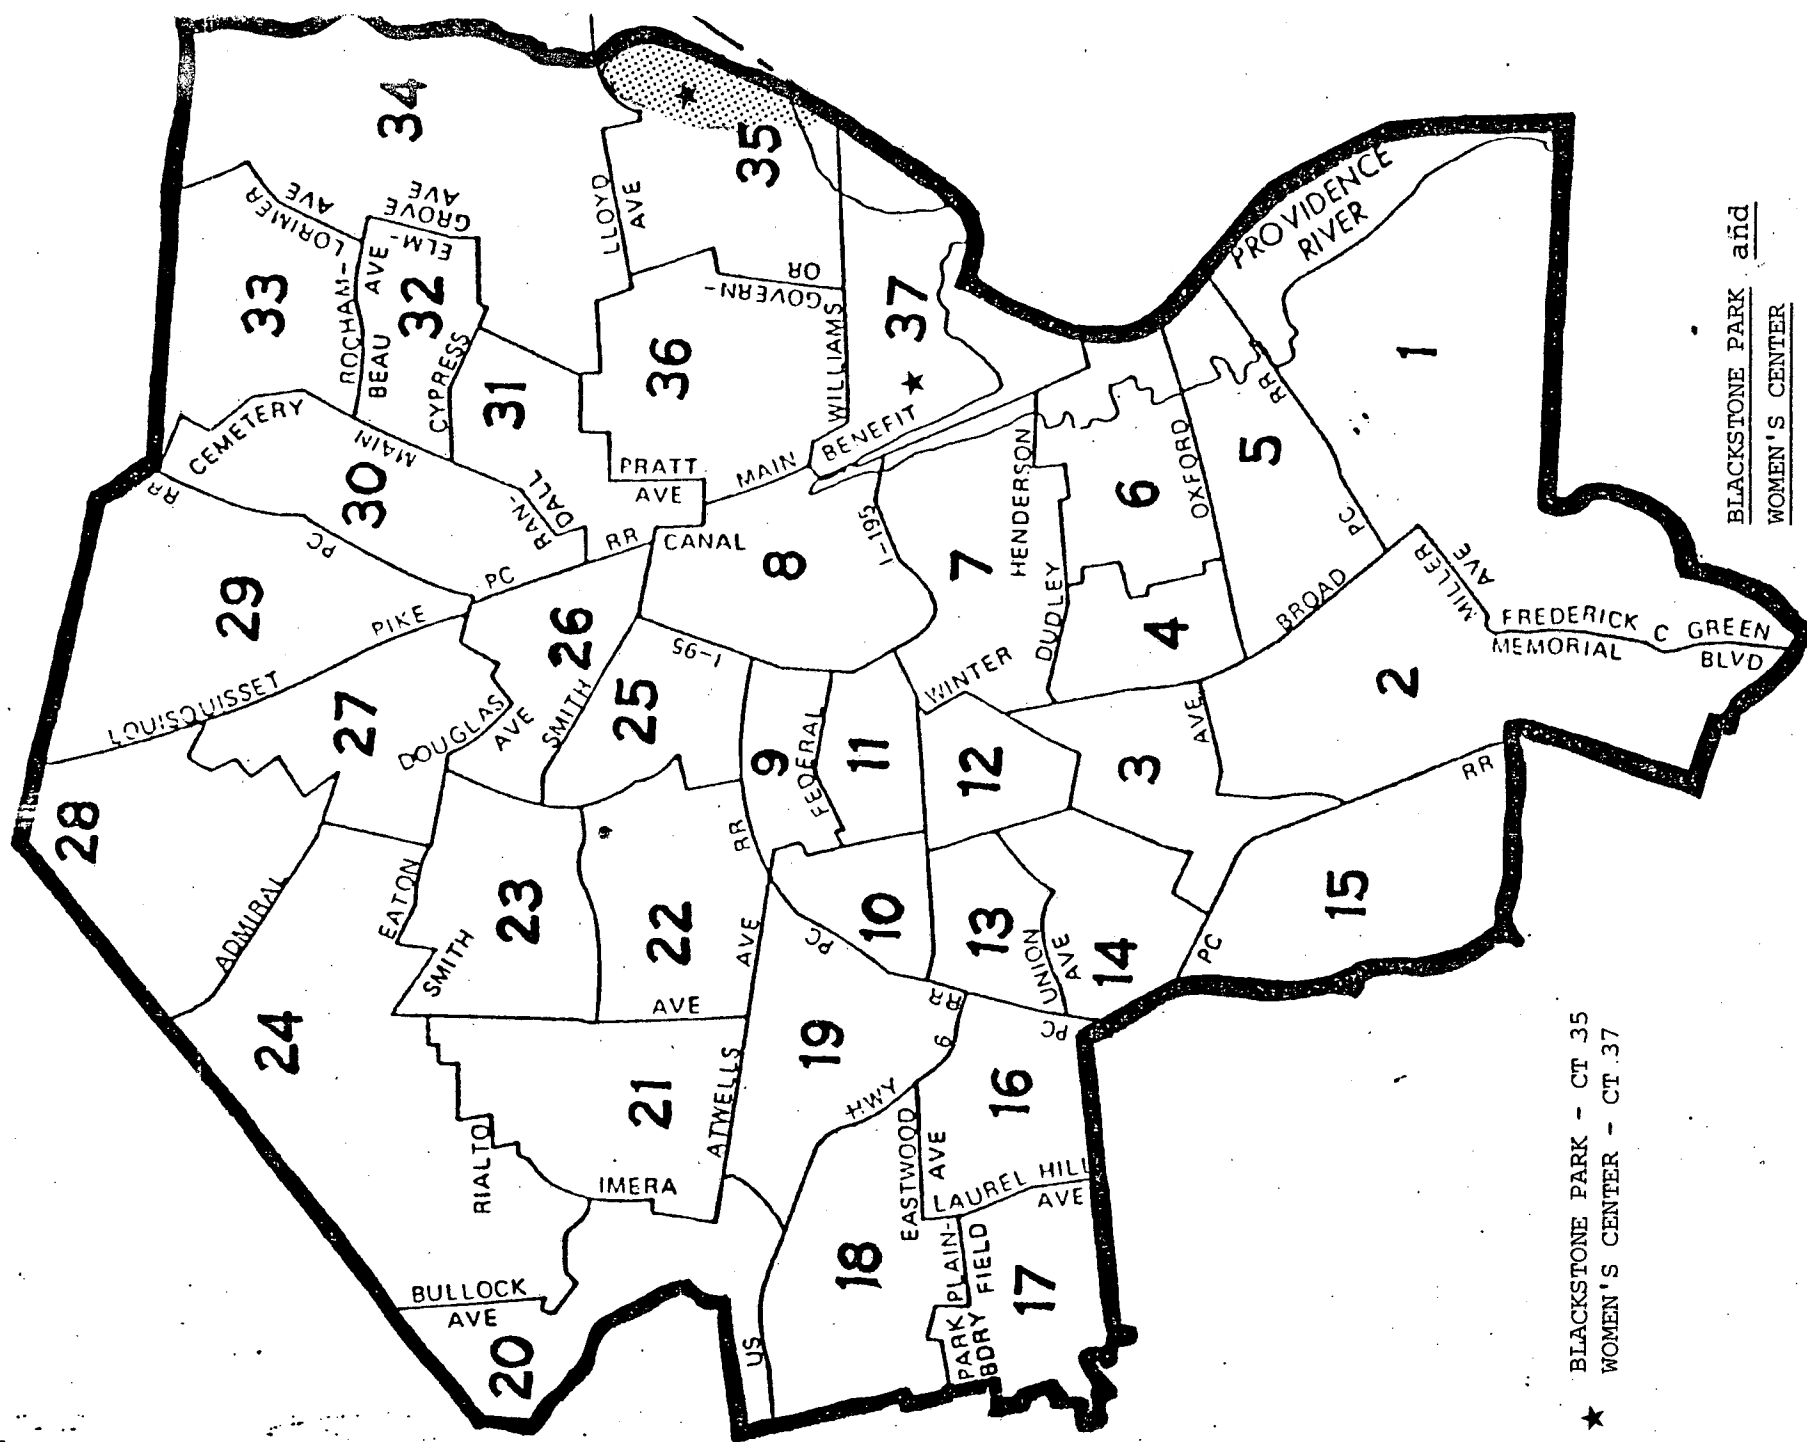 34
33
LORIMER
AVE
ELM-
GROVE
AVE
ROCHAM-
BEAU AVE
32
CYPRESS
LLOYD
AVE
35
31
36
GOVERN-
OR
WILLIAMS
37
CEMETERY
MAIN
30
RAN-
DALL
PRATT
AVE
MAIN
BENEFIT
RR
PC
29
PC
RR
CANAL
8
I-195
7
HENDERSON
DUDLEY
6
OXFORD
5
RR
PC
PROVIDENCE
RIVER
1
LOUISQUISSET
PIKE
27
DOUGLAS
AVE
26
SMITH
25
I-95
9
FEDERAL
11
WINTER
12
4
BROAD
3
AVE
2
MILLER
AVE
FREDERICK C GREEN
MEMORIAL
BLVD
RR
28
ADMIRAL
24
EATON
SMITH
23
22
AVE
RR
AVE
PC
10
13
UNION
AVE
14
PC
15
RIALTO
21
IMERA
ATWELLS
19
HWY
6
RR
PC
16
EASTWOOD
AVE
LAUREL HILL
AVE
BULLOCK
AVE
20
US
18
PARK
BDRY
PLAIN-
FIELD
17
★ BLACKSTONE PARK - CT 35
WOMEN'S CENTER - CT 37
BLACKSTONE PARK and
WOMEN'S CENTER